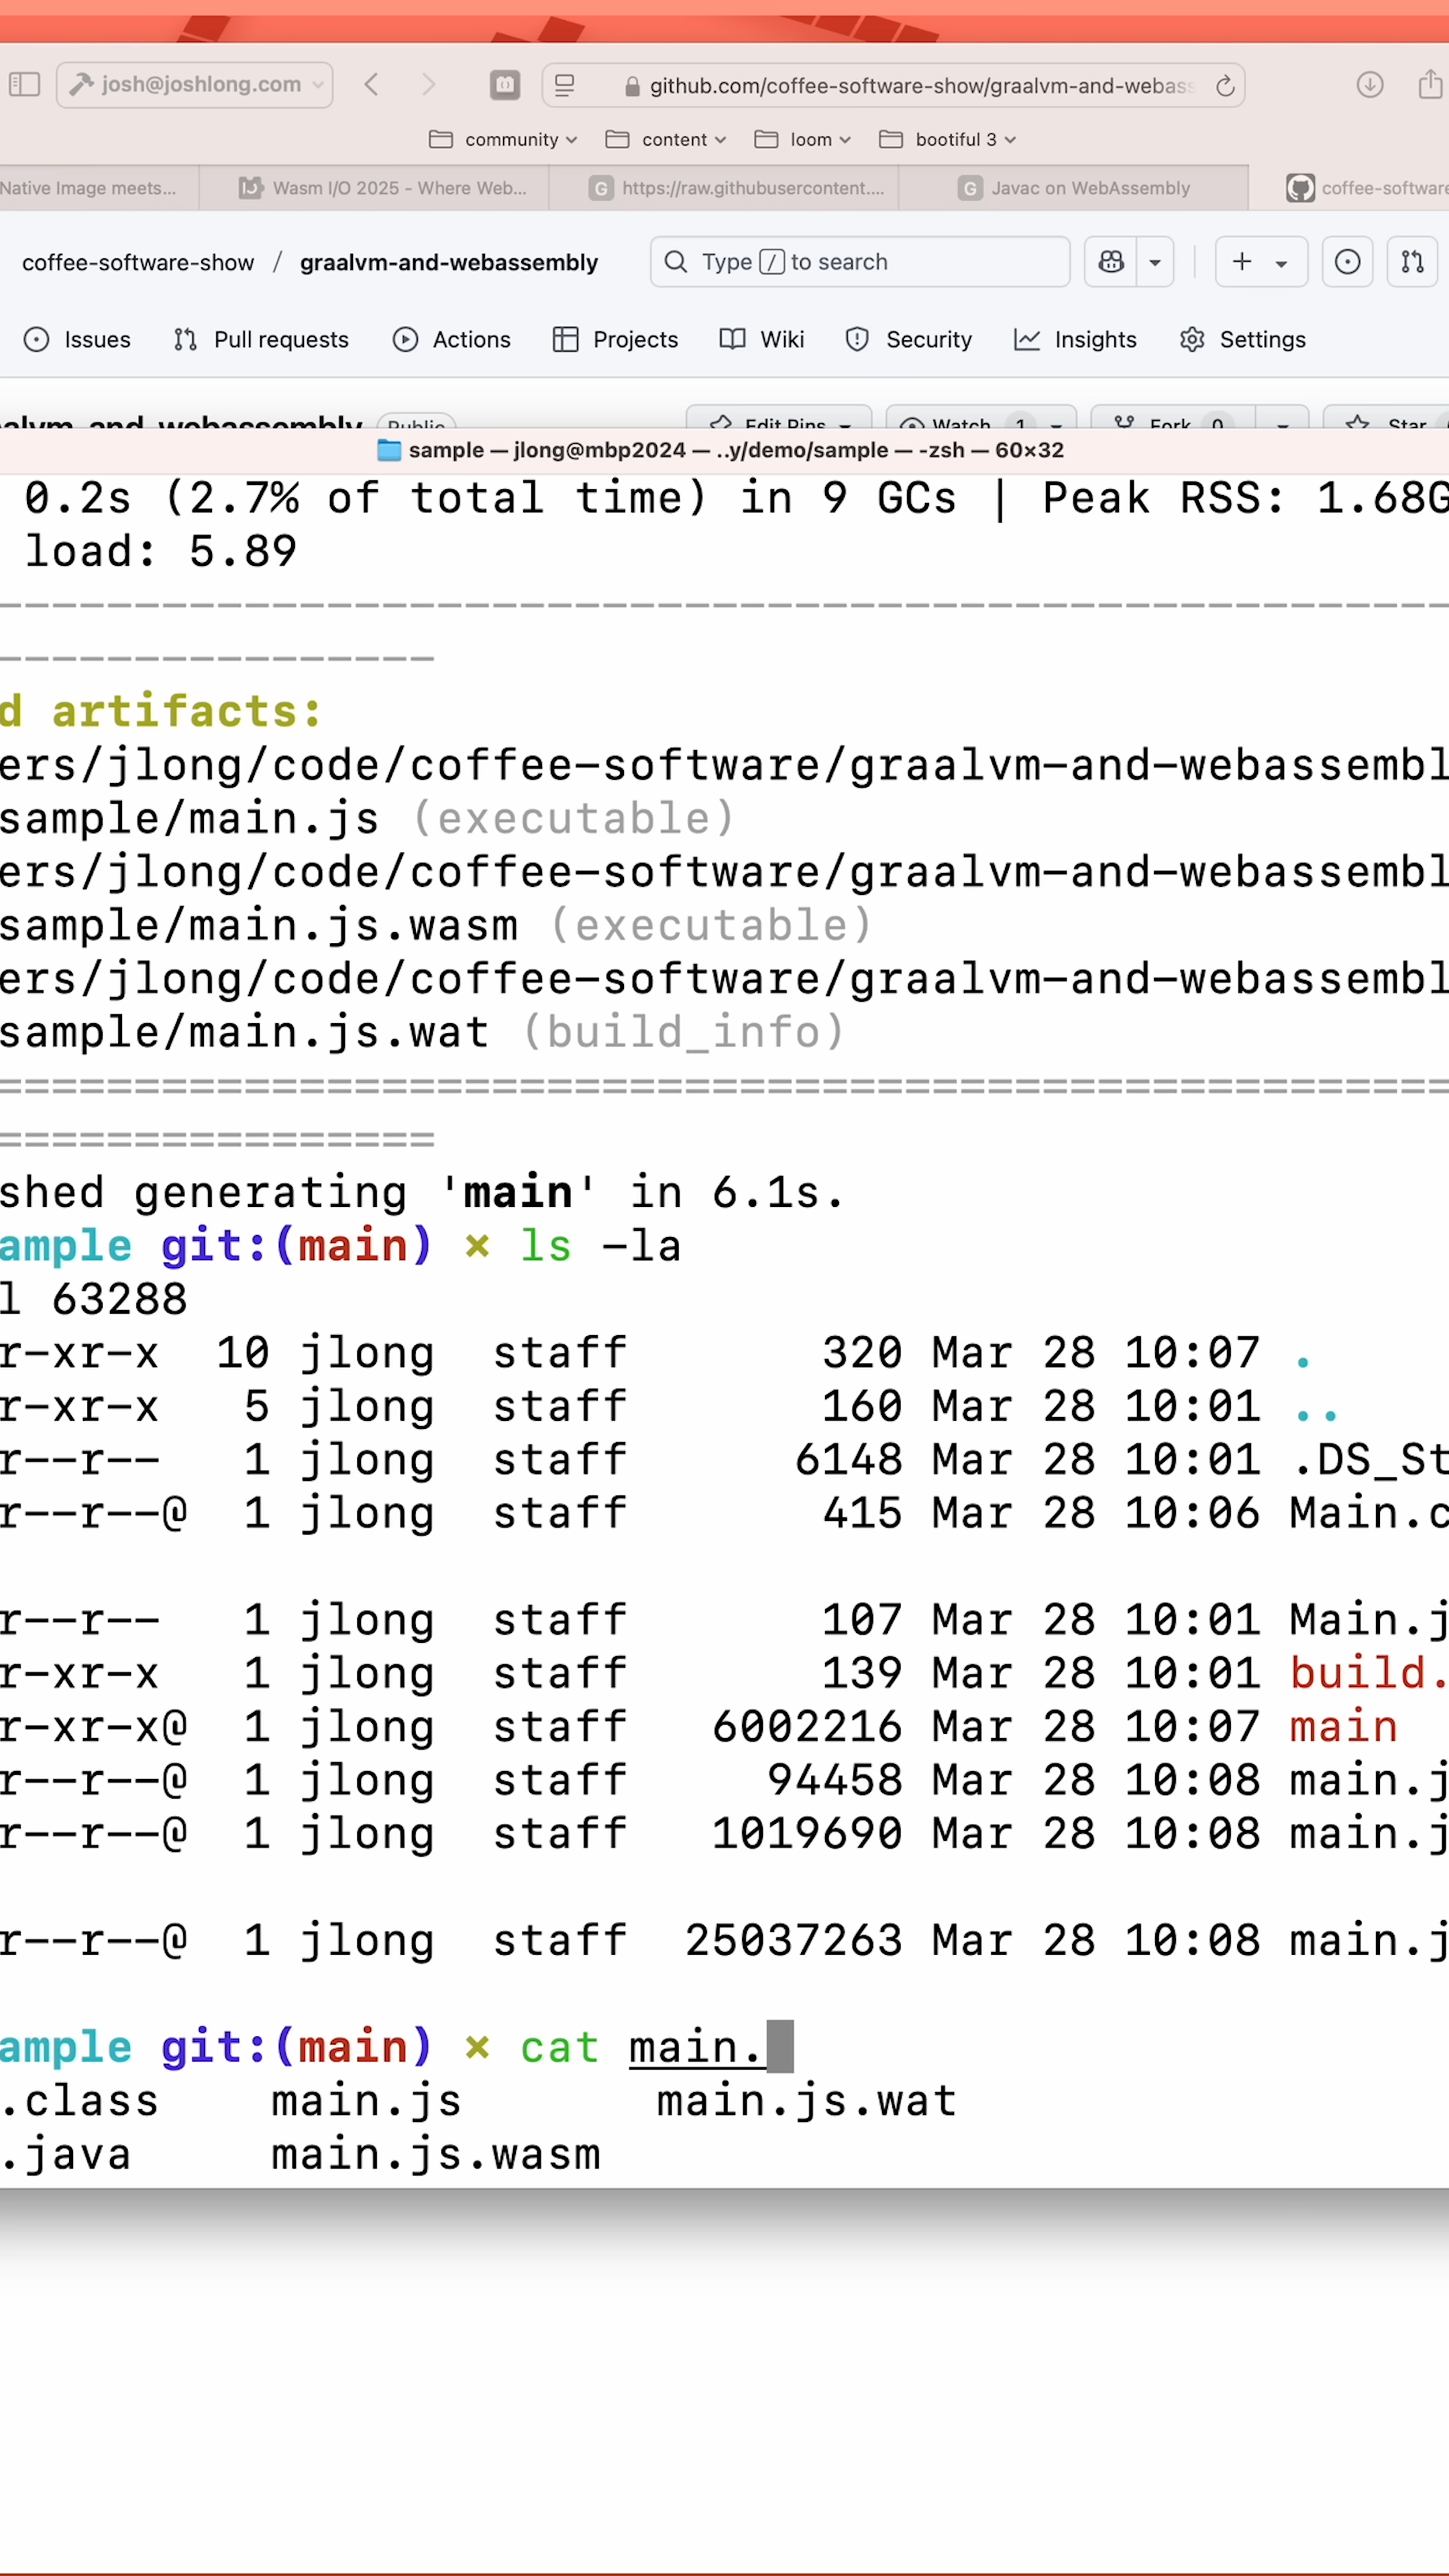 josh@joshlong.com
github.com/coffee-software-show/graalvm-and-webass
community content loom bootiful 3
Native Image meets... Wasm I/O 2025 - Where Web... https://raw.githubusercontent.... Javac on WebAssembly coffee-software
coffee-software-show / graalvm-and-webassembly Type / to search
Issues Pull requests Actions Projects Wiki Security Insights Settings
alvm-and-webassembly Public Edit Pins Watch 1 Fork 0 Star
sample — jlong@mbp2024 — ..y/demo/sample — -zsh — 60×32
0.2s (2.7% of total time) in 9 GCs | Peak RSS: 1.68G
load: 5.89
----------------------------------------------------
----------------
d artifacts:
ers/jlong/code/coffee-software/graalvm-and-webassembl
sample/main.js (executable)
ers/jlong/code/coffee-software/graalvm-and-webassembl
sample/main.js.wasm (executable)
ers/jlong/code/coffee-software/graalvm-and-webassembl
sample/main.js.wat (build_info)
=====================================================
================
shed generating 'main' in 6.1s.
ample git:(main) × ls -la
l 63288
r-xr-x 10 jlong staff 320 Mar 28 10:07 .
r-xr-x 5 jlong staff 160 Mar 28 10:01 ..
r--r-- 1 jlong staff 6148 Mar 28 10:01 .DS_St
r--r--@ 1 jlong staff 415 Mar 28 10:06 Main.c
r--r-- 1 jlong staff 107 Mar 28 10:01 Main.j
r-xr-x 1 jlong staff 139 Mar 28 10:01 build.
r-xr-x@ 1 jlong staff 6002216 Mar 28 10:07 main
r--r--@ 1 jlong staff 94458 Mar 28 10:08 main.j
r--r--@ 1 jlong staff 1019690 Mar 28 10:08 main.j
r--r--@ 1 jlong staff 25037263 Mar 28 10:08 main.j
ample git:(main) × cat main.
.class main.js main.js.wat
.java main.js.wasm